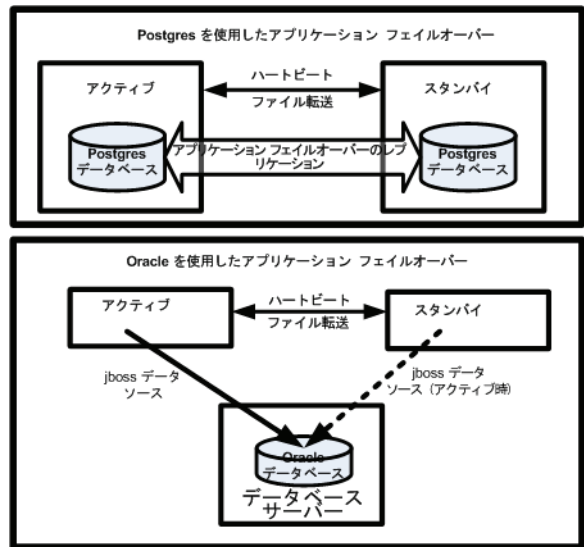 Postgres を使用したアプリケーション フェイルオーバー
アクティブ
ハートビート
ファイル転送
スタンバイ
Postgres
データベース
アプリケーション フェイルオーバーのレプ
リケーション
Postgres
データベース
Oracle を使用したアプリケーション フェイルオーバー
アクティブ
ハートビート
ファイル転送
スタンバイ
jboss データ
ソース
jboss データ
ソース（アクティブ時）
Oracle
データベース
データベース
サーバー